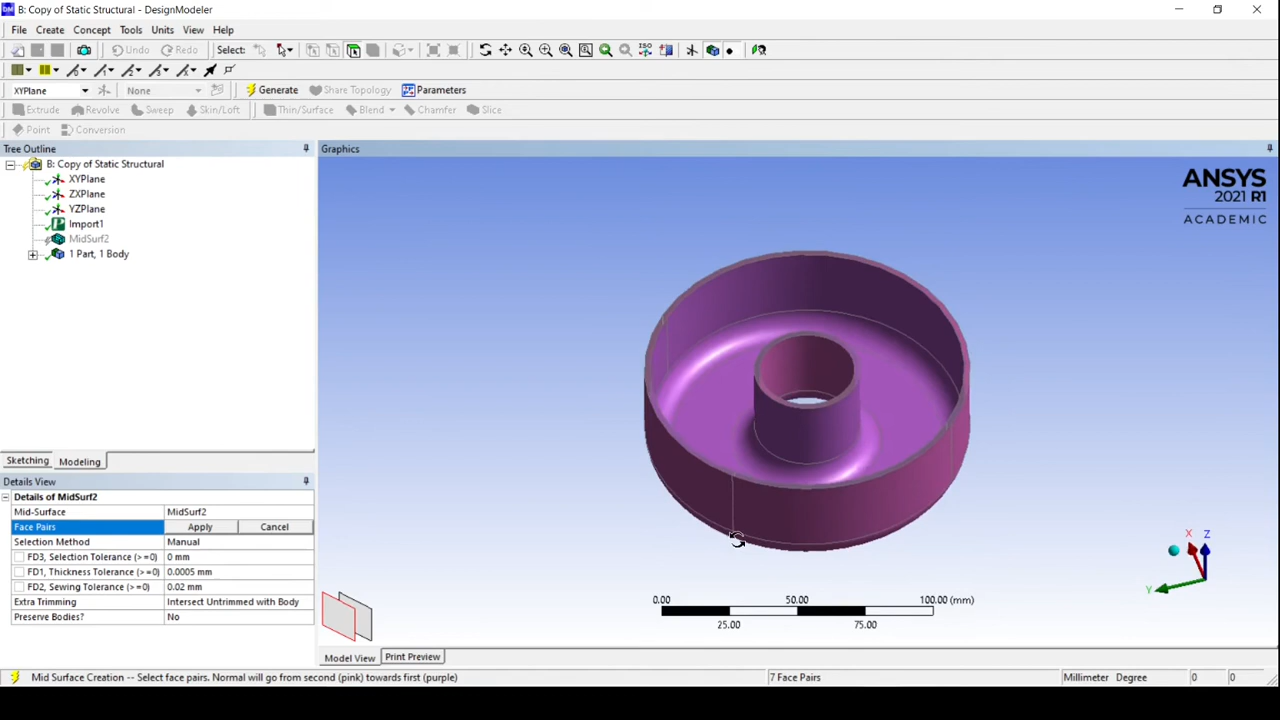 B: Copy of Static Structural - DesignModeler
File Create Concept Tools Units View Help
Undo Redo Select:
XYPlane None Generate Share Topology Parameters
Extrude Revolve Sweep Skin/Loft Thin/Surface Blend Chamfer Slice
Point Conversion
Tree Outline
B: Copy of Static Structural
XYPlane
ZXPlane
YZPlane
Import1
MidSurf2
1 Part, 1 Body
Sketching Modeling
Details View
Details of MidSurf2
Mid-Surface MidSurf2
Face Pairs Apply Cancel
Selection Method Manual
FD3, Selection Tolerance (>=0) 0 mm
FD1, Thickness Tolerance (>=0) 0.0005 mm
FD2, Sewing Tolerance (>=0) 0.02 mm
Extra Trimming Intersect Untrimmed with Body
Preserve Bodies? No
Graphics
ANSYS
2021 R1
ACADEMIC
X Z
Y
0.00 50.00 100.00 (mm)
25.00 75.00
Model View Print Preview
Mid Surface Creation -- Select face pairs. Normal will go from second (pink) towards first (purple) 7 Face Pairs Millimeter Degree 0 0